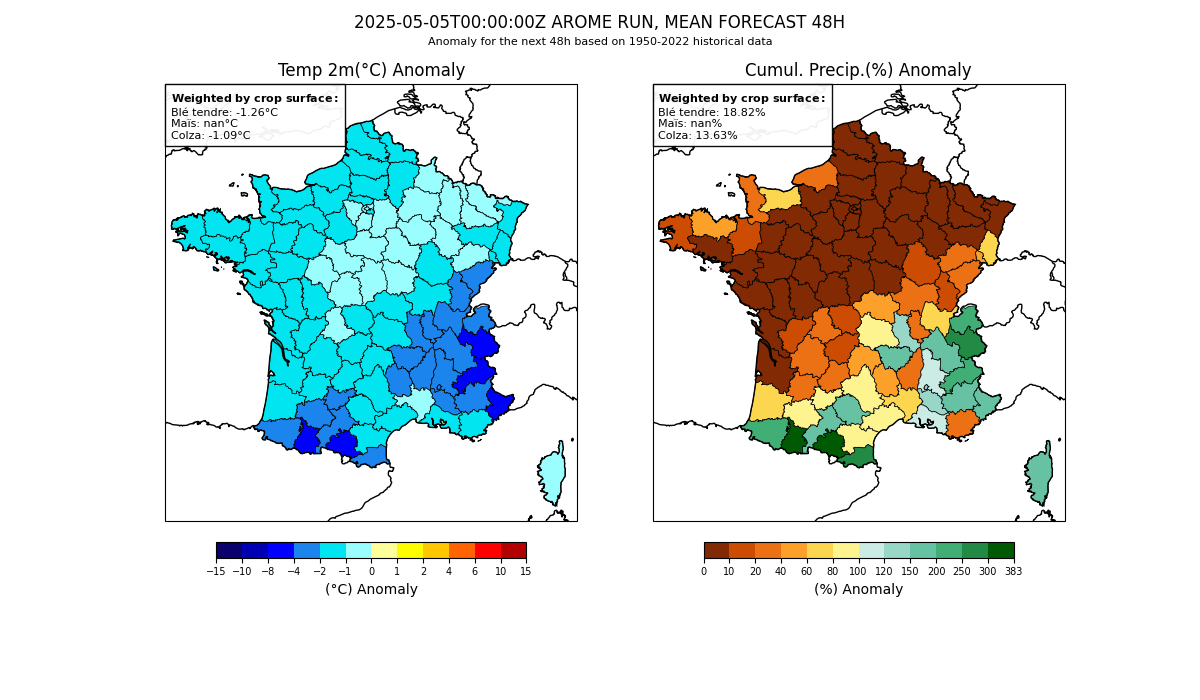 2025-05-05T00:00:00Z AROME RUN, MEAN FORECAST 48H
Anomaly for the next 48h based on 1950-2022 historical data
Temp 2m(°C) Anomaly
Weighted by crop surface:
Blé tendre: -1.26°C
Maïs: nan°C
Colza: -1.09°C
−15 −10 −8 −4 −2 −1 0 1 2 4 6 10 15
(°C) Anomaly
Cumul. Precip.(%) Anomaly
Weighted by crop surface:
Blé tendre: 18.82%
Maïs: nan%
Colza: 13.63%
0 10 20 40 60 80 100 120 150 200 250 300 383
(%) Anomaly